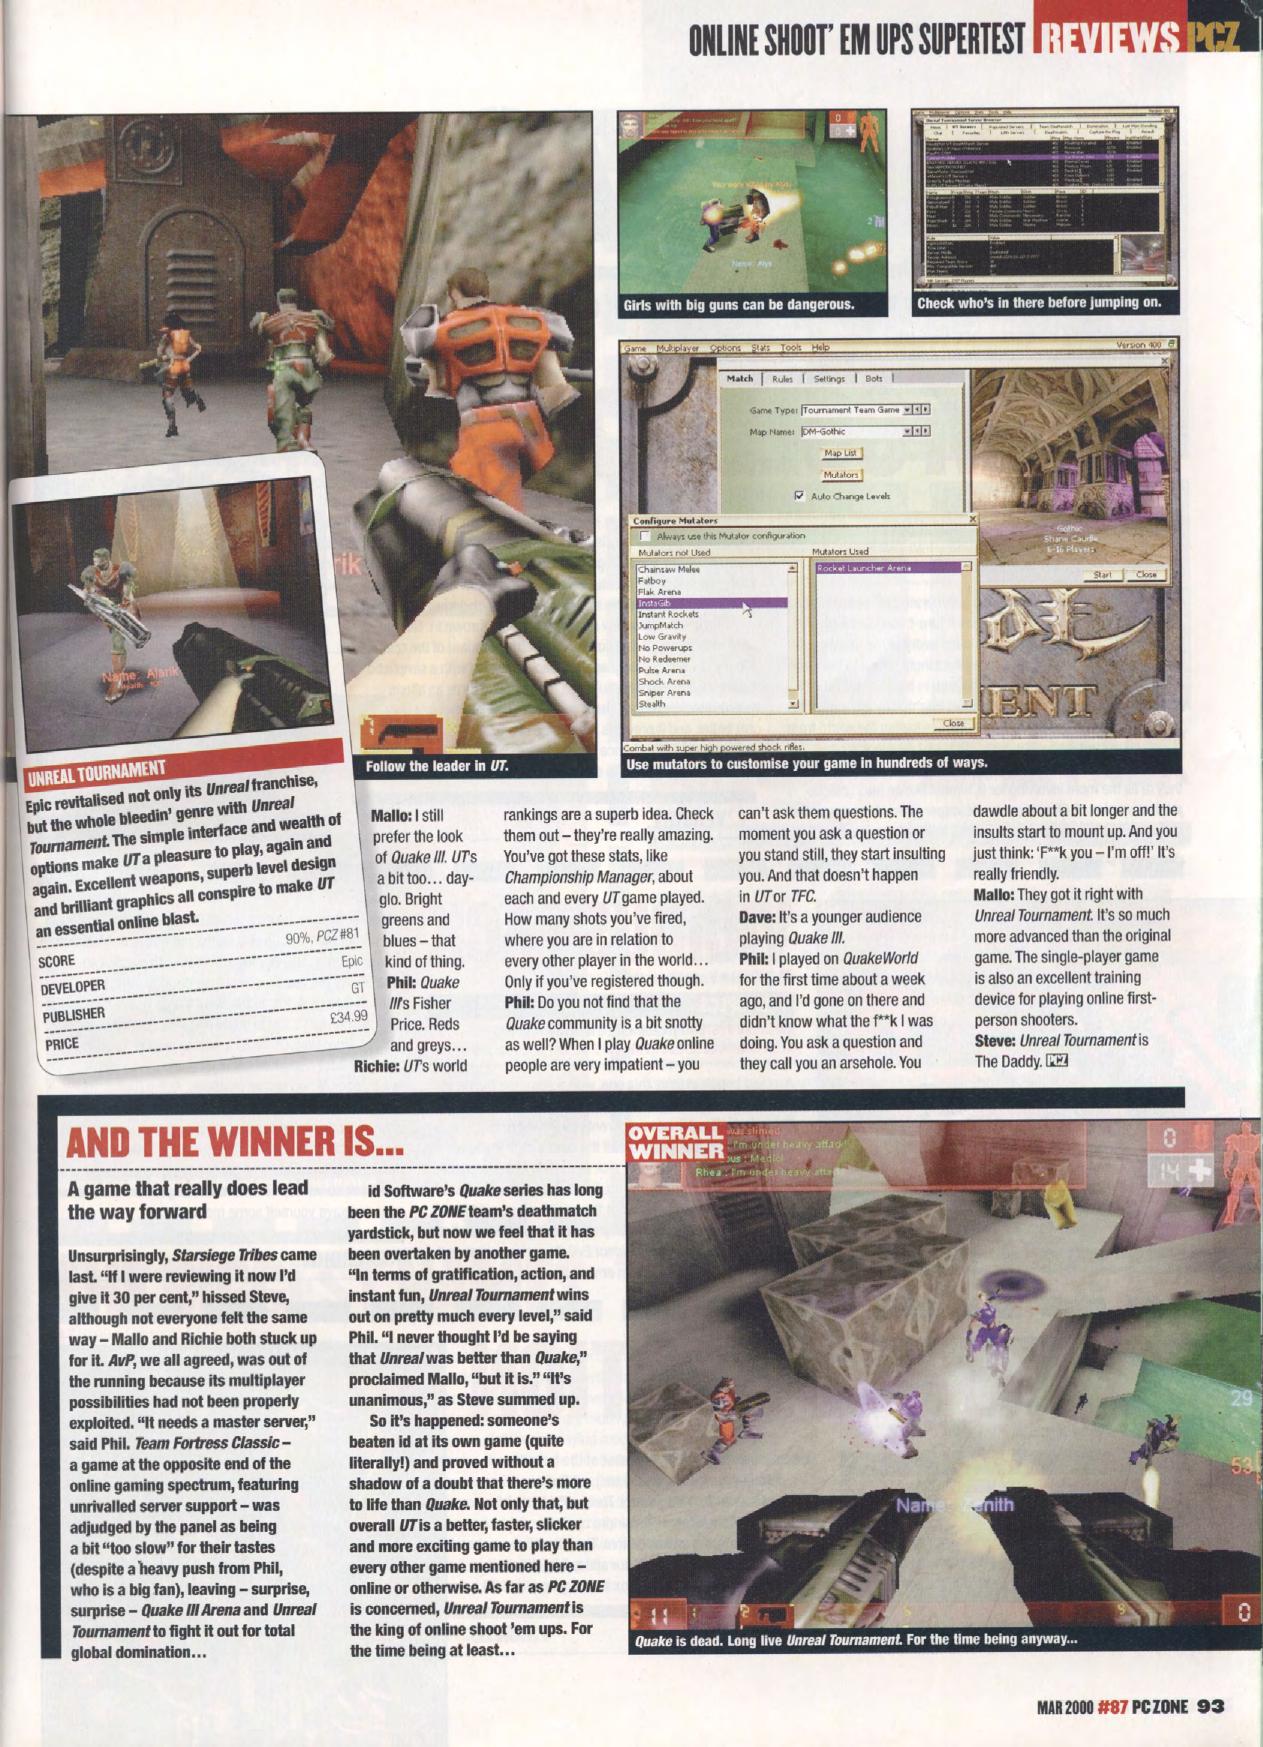 ONLINE SHOOT' EM UPS SUPERTEST REVIEWS PCZ
Girls with big guns can be dangerous.
Check who's in there before jumping on.
Game Multiplayer Options Stats Tools Help
Version 400
Match Rules Settings Bots
Game Type: Tournament Team Game
Map Name: DM-Gothic
Map List
Mutators
Auto Change Levels
Gothic
Shane Caudle
6-16 Players
Start Close
Configure Mutators
Always use this Mutator configuration
Mutators not Used
Mutators Used
Chainsaw Melee
Fatboy
Flak Arena
InstaGib
Instant Rockets
JumpMatch
Low Gravity
No Powerups
No Redeemer
Pulse Arena
Shock Arena
Sniper Arena
Stealth
Rocket Launcher Arena
Close
ENT
Combat with super high powered shock rifles.
Use mutators to customise your game in hundreds of ways.
rik
Follow the leader in UT.
Name: Alarik
UNREAL TOURNAMENT
Epic revitalised not only its Unreal franchise,
but the whole bleedin' genre with Unreal
Tournament. The simple interface and wealth of
options make UT a pleasure to play, again and
again. Excellent weapons, superb level design
and brilliant graphics all conspire to make UT
an essential online blast.
SCORE 90%, PCZ #81
DEVELOPER Epic
PUBLISHER GT
PRICE £34.99
Mallo: I still
prefer the look
of Quake III. UT's
a bit too... day-
glo. Bright
greens and
blues – that
kind of thing.
Phil: Quake
III's Fisher
Price. Reds
and greys...
Richie: UT's world
rankings are a superb idea. Check
them out – they're really amazing.
You've got these stats, like
Championship Manager, about
each and every UT game played.
How many shots you've fired,
where you are in relation to
every other player in the world...
Only if you've registered though.
Phil: Do you not find that the
Quake community is a bit snotty
as well? When I play Quake online
people are very impatient – you
can't ask them questions. The
moment you ask a question or
you stand still, they start insulting
you. And that doesn't happen
in UT or TFC.
Dave: It's a younger audience
playing Quake III.
Phil: I played on QuakeWorld
for the first time about a week
ago, and I'd gone on there and
didn't know what the f**k I was
doing. You ask a question and
they call you an arsehole. You
dawdle about a bit longer and the
insults start to mount up. And you
just think: 'F**k you – I'm off!' It's
really friendly.
Mallo: They got it right with
Unreal Tournament. It's so much
more advanced than the original
game. The single-player game
is also an excellent training
device for playing online first-
person shooters.
Steve: Unreal Tournament is
The Daddy. PCZ
AND THE WINNER IS...
A game that really does lead
the way forward
Unsurprisingly, Starsiege Tribes came
last. “If I were reviewing it now I'd
give it 30 per cent,” hissed Steve,
although not everyone felt the same
way – Mallo and Richie both stuck up
for it. AvP, we all agreed, was out of
the running because its multiplayer
possibilities had not been properly
exploited. “It needs a master server,”
said Phil. Team Fortress Classic –
a game at the opposite end of the
online gaming spectrum, featuring
unrivalled server support – was
adjudged by the panel as being
a bit “too slow” for their tastes
(despite a heavy push from Phil,
who is a big fan), leaving – surprise,
surprise – Quake III Arena and Unreal
Tournament to fight it out for total
global domination...
id Software's Quake series has long
been the PC ZONE team's deathmatch
yardstick, but now we feel that it has
been overtaken by another game.
“In terms of gratification, action, and
instant fun, Unreal Tournament wins
out on pretty much every level,” said
Phil. “I never thought I'd be saying
that Unreal was better than Quake,”
proclaimed Mallo, “but it is.” “It's
unanimous,” as Steve summed up.
So it's happened: someone's
beaten id at its own game (quite
literally!) and proved without a
shadow of a doubt that there's more
to life than Quake. Not only that, but
overall UT is a better, faster, slicker
and more exciting game to play than
every other game mentioned here –
online or otherwise. As far as PC ZONE
is concerned, Unreal Tournament is
the king of online shoot 'em ups. For
the time being at least...
OVERALL
WINNER
was slimed
: I'm under heavy attack!
ous : Medic!
Rhea : I'm under heavy attack!
0
14
29
53
11
0
Quake is dead. Long live Unreal Tournament. For the time being anyway...
MAR 2000 #87 PC ZONE 93